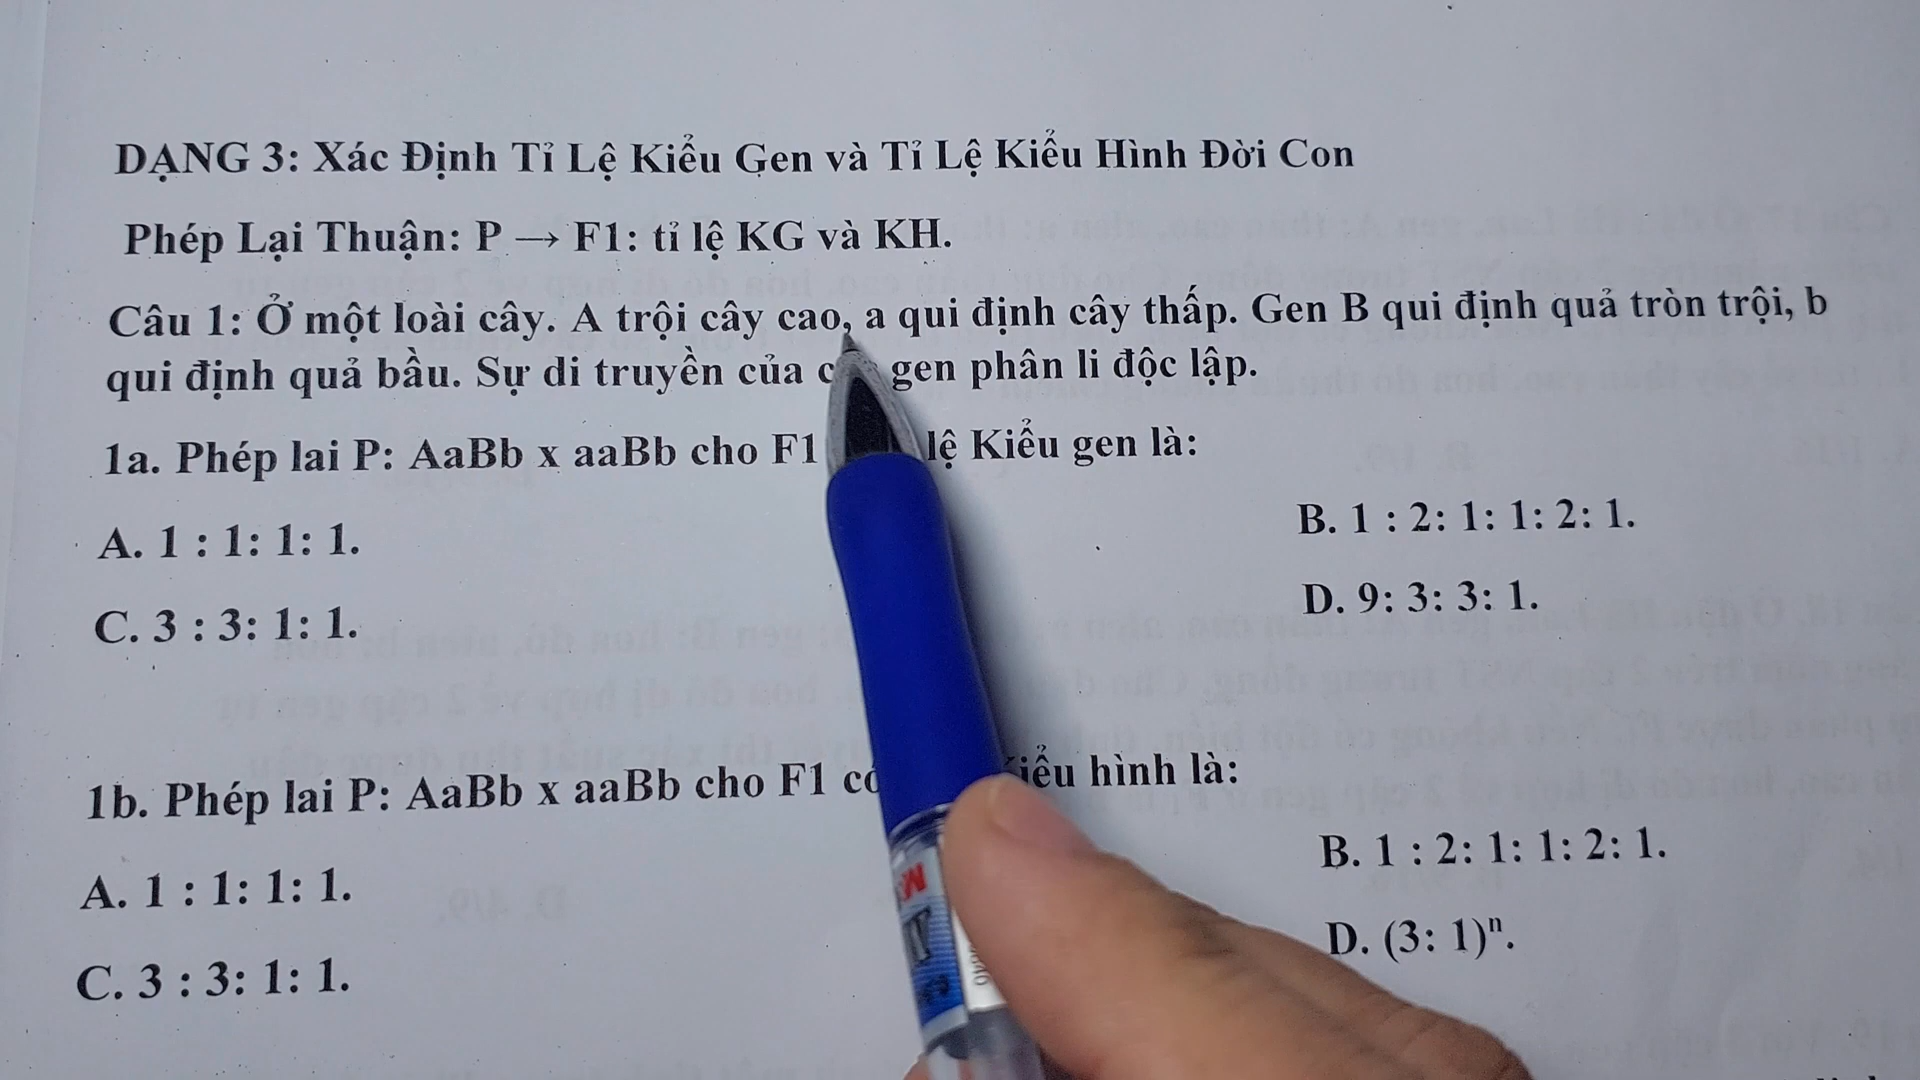 DẠNG 3: Xác Định Tỉ Lệ Kiểu Gen và Tỉ Lệ Kiểu Hình Đời Con
Phép Lại Thuận: P → F1: tỉ lệ KG và KH.
Câu 1: Ở một loài cây. A trội cây cao, a qui định cây thấp. Gen B qui định quả tròn trội, b
qui định quả bầu. Sự di truyền của gen phân li độc lập.
1a. Phép lai P: AaBb x aaBb cho F1 lệ Kiểu gen là:
A. 1 : 1: 1: 1.
B. 1 : 2: 1: 1: 2: 1.
C. 3 : 3: 1: 1.
D. 9: 3: 3: 1.
1b. Phép lai P: AaBb x aaBb cho F1 hình là:
A. 1 : 1: 1: 1.
B. 1 : 2: 1: 1: 2: 1.
C. 3 : 3: 1: 1.
D. (3: 1)ⁿ.